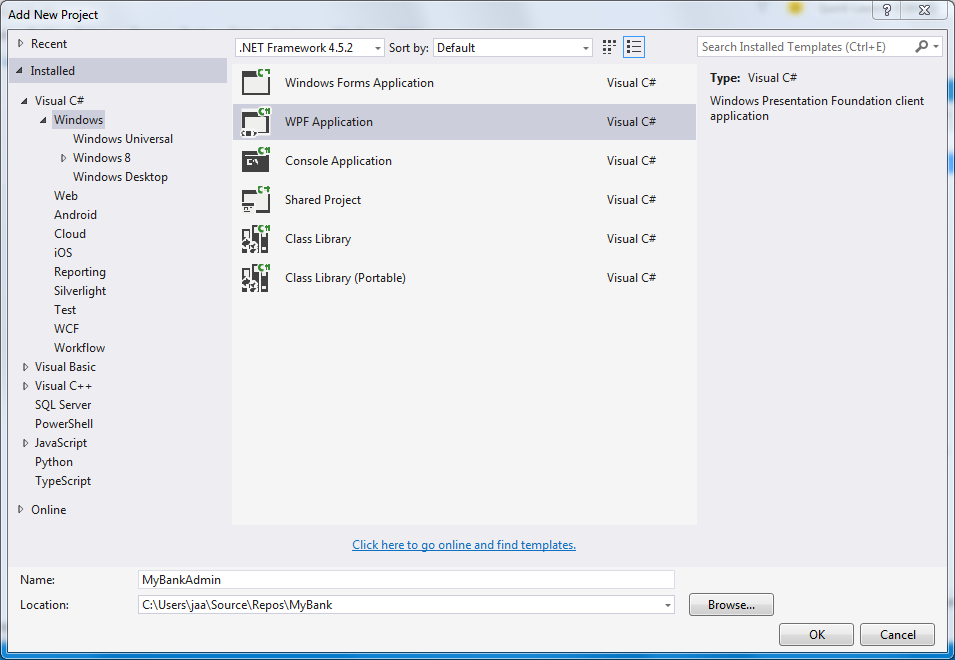 Add New Project
Recent
Installed
Visual C#
Windows
Windows Universal
Windows 8
Windows Desktop
Web
Android
Cloud
iOS
Reporting
Silverlight
Test
WCF
Workflow
Visual Basic
Visual C++
SQL Server
PowerShell
JavaScript
Python
TypeScript
Online
.NET Framework 4.5.2 Sort by: Default
Windows Forms Application Visual C#
WPF Application Visual C#
Console Application Visual C#
Shared Project Visual C#
Class Library Visual C#
Class Library (Portable) Visual C#
Click here to go online and find templates.
Search Installed Templates (Ctrl+E)
Type: Visual C#
Windows Presentation Foundation client
application
Name: MyBankAdmin
Location: C:\Users\jaa\Source\Repos\MyBank Browse...
OK Cancel